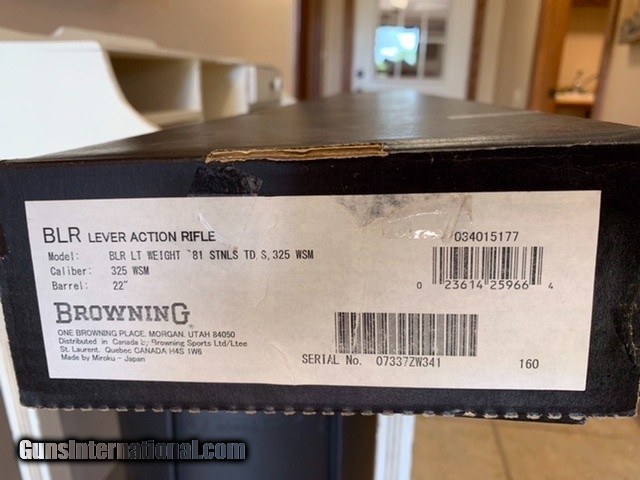 BLR LEVER ACTION RIFLE
034015177
Model: BLR LT WEIGHT `81 STNLS TD S,325 WSM
Caliber: 325 WSM
Barrel: 22"
0 23614 25966 4
BROWNING
ONE BROWNING PLACE, MORGAN, UTAH 84050
Distributed in Canada by Browning Sports Ltd/Ltee
St. Laurent, Quebec CANADA H4S 1W6
Made by Miroku - Japan
SERIAL No. 07337ZW341
160
GunsInternational.com